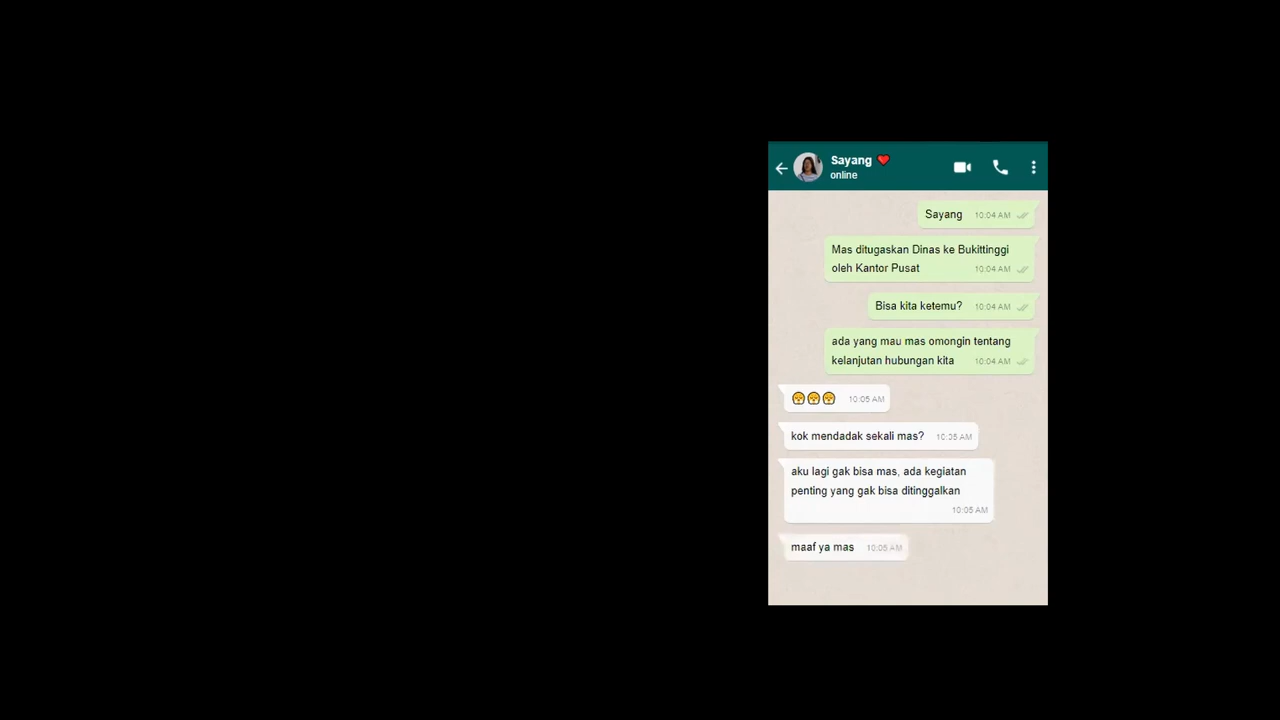 Sayang ❤️
online
Sayang 10:04 AM
Mas ditugaskan Dinas ke Bukittinggi
oleh Kantor Pusat 10:04 AM
Bisa kita ketemu? 10:04 AM
ada yang mau mas omongin tentang
kelanjutan hubungan kita 10:04 AM
10:05 AM
kok mendadak sekali mas? 10:05 AM
aku lagi gak bisa mas, ada kegiatan
penting yang gak bisa ditinggalkan
10:05 AM
maaf ya mas 10:05 AM